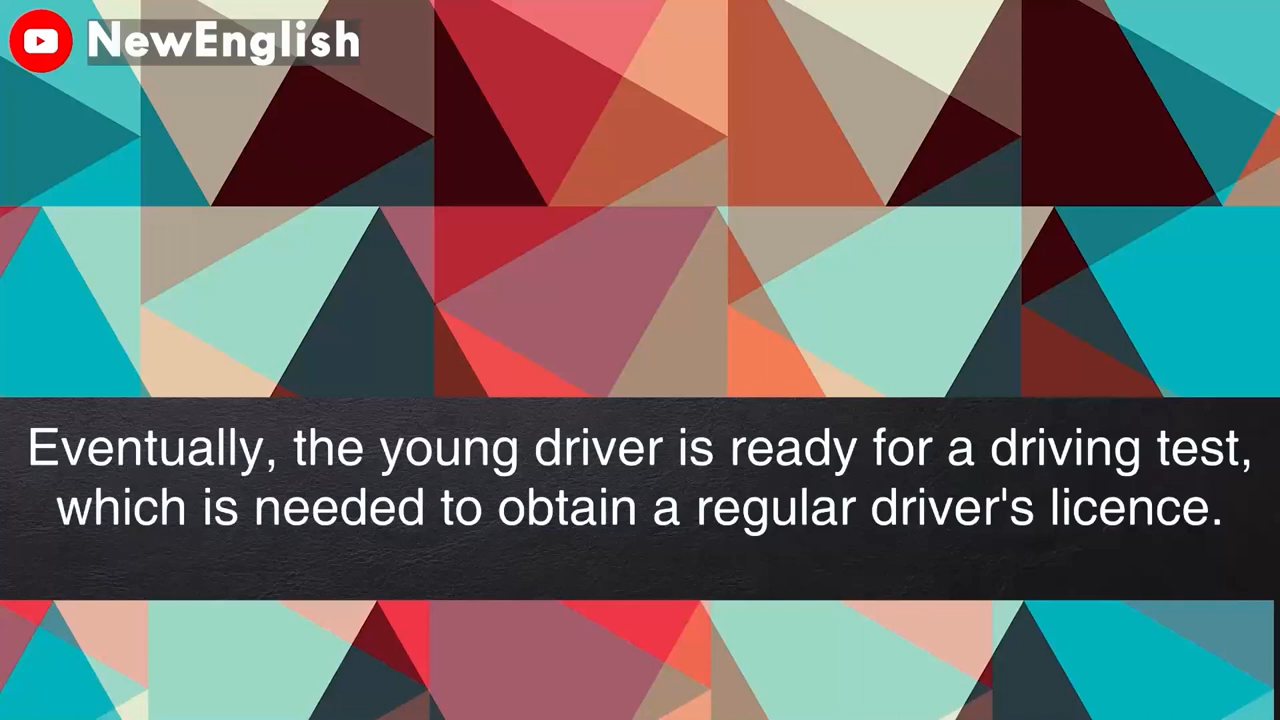 NewEnglish
Eventually, the young driver is ready for a driving test,
which is needed to obtain a regular driver's licence.